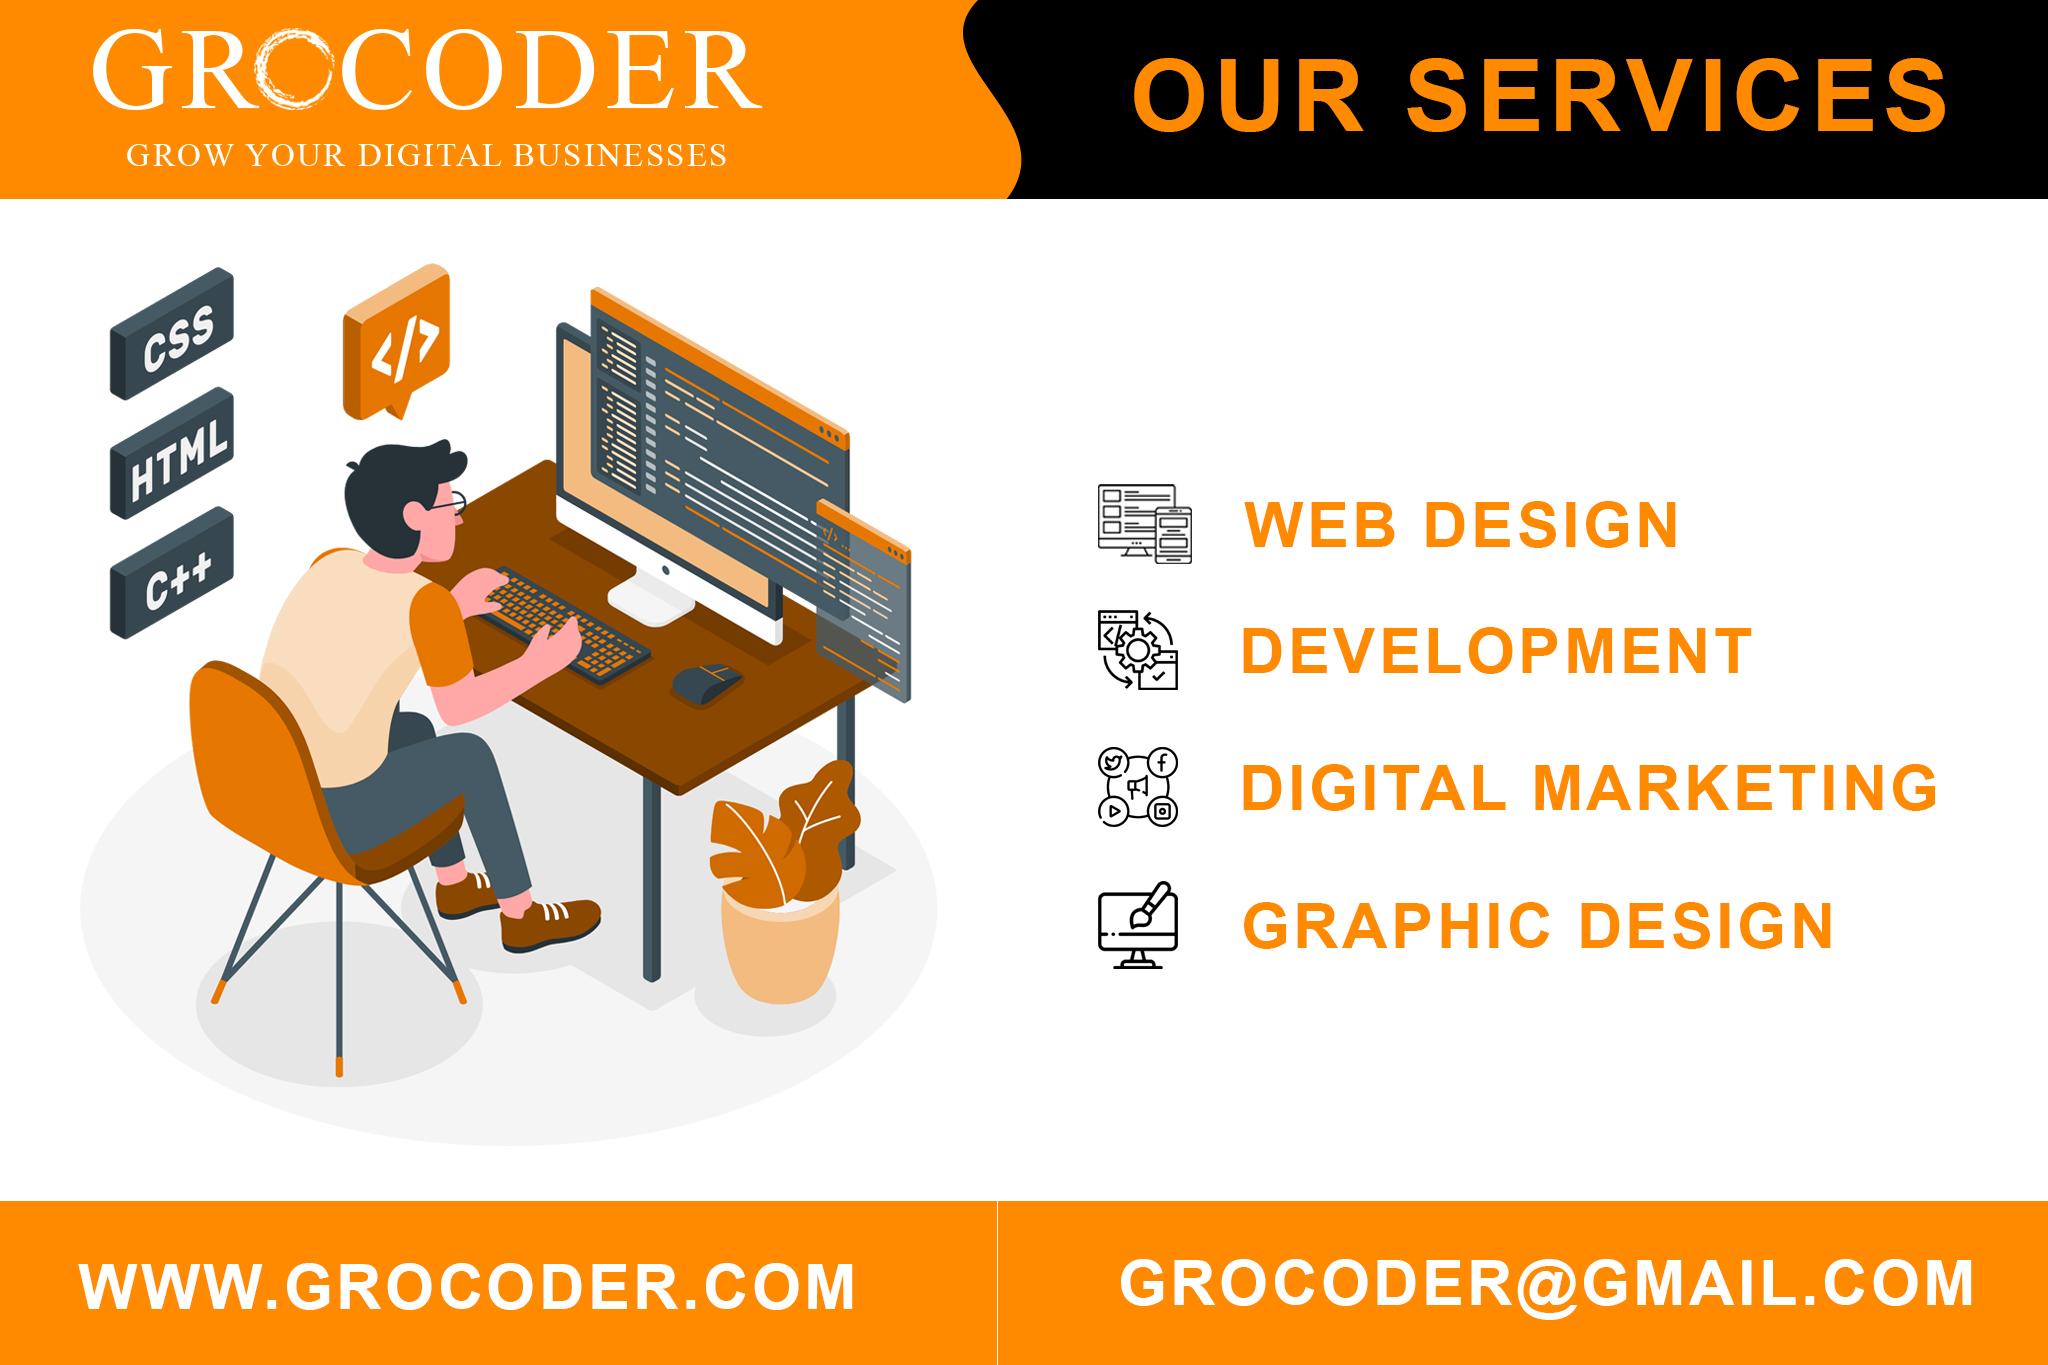 GROCODER
GROW YOUR DIGITAL BUSINESSES
OUR SERVICES
CSS
HTML
C++
</>
</>
WEB DESIGN
DEVELOPMENT
DIGITAL MARKETING
GRAPHIC DESIGN
WWW.GROCODER.COM
GROCODER@GMAIL.COM